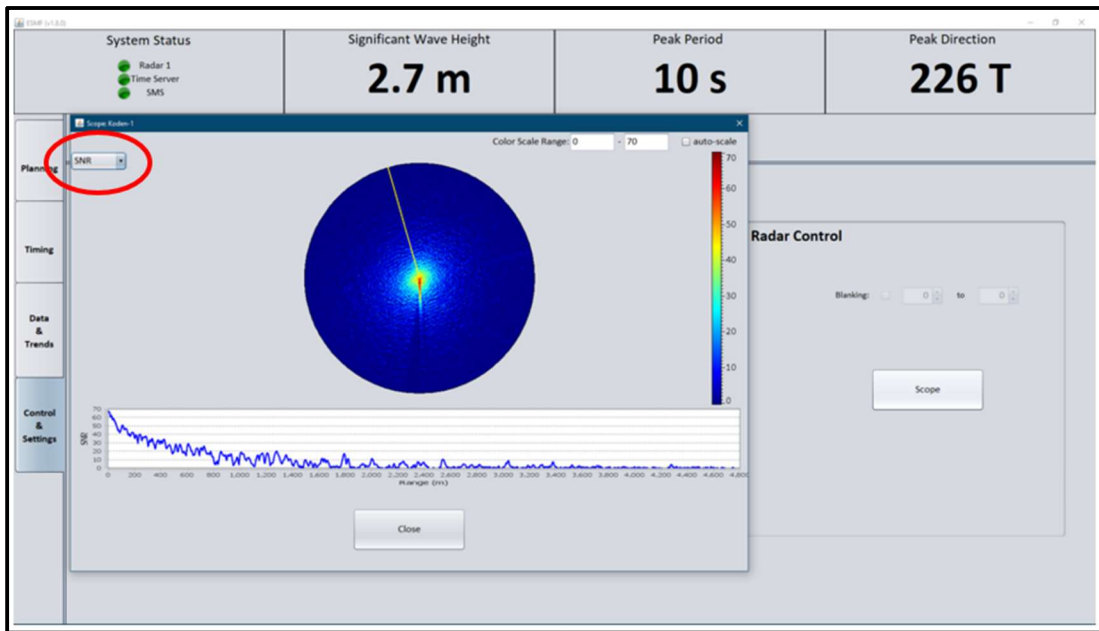 ESMF (v1.8.0)
System Status
Radar 1
Time Server
SMS
Significant Wave Height
2.7 m
Peak Period
10 s
Peak Direction
226 T
Planning
Timing
Data
&
Trends
Control
&
Settings
Scope: Koden-1
SNR
Color Scale Range: 0 - 70 auto-scale
70
60
50
40
30
20
10
0
SNR
70
60
50
40
30
20
10
0
0 200 400 600 800 1,000 1,200 1,400 1,600 1,800 2,000 2,200 2,400 2,600 2,800 3,000 3,200 3,400 3,600 3,800 4,000 4,200 4,400 4,600 4,800
Range (m)
Close
Radar Control
Blanking: 0 to 0
Scope